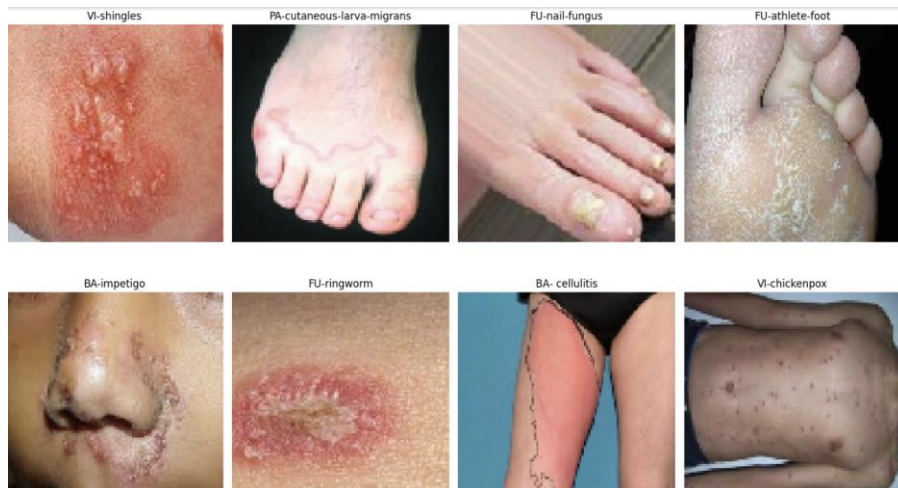 VI-shingles
PA-cutaneous-larva-migrans
FU-nail-fungus
FU-athlete-foot
BA-impetigo
FU-ringworm
BA- cellulitis
VI-chickenpox